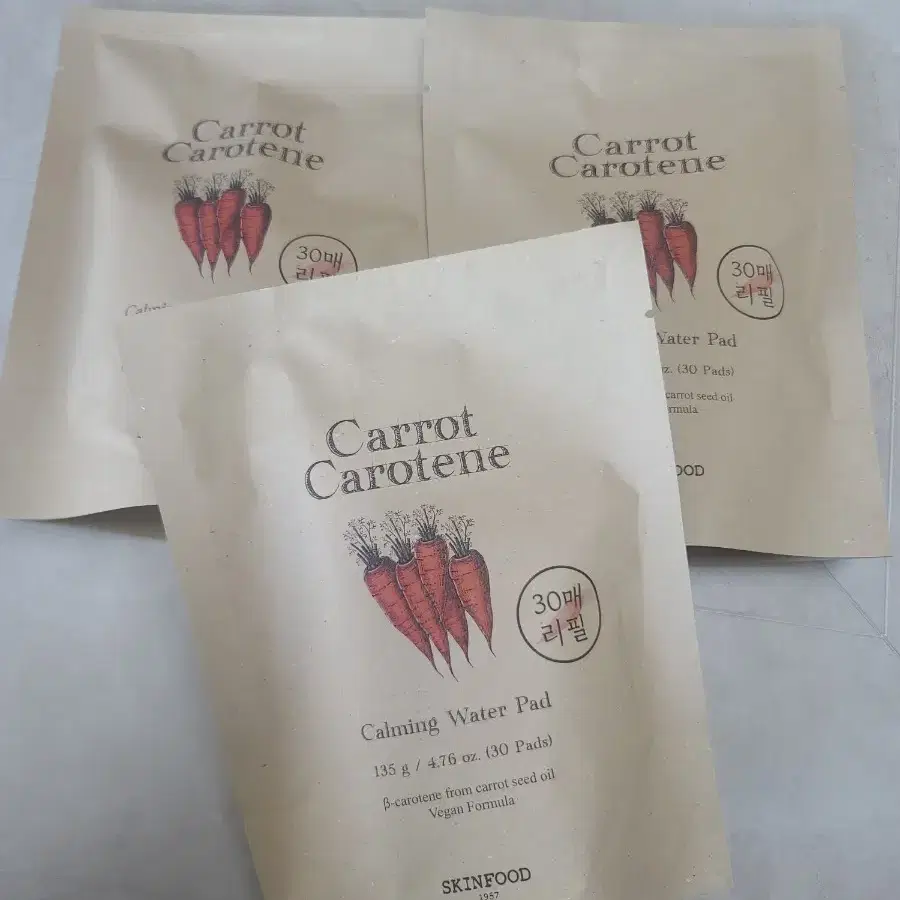 Carrot
Carotene
30매
리필
Calming
Carrot
Carotene
30매
리필
Water Pad
oz. (30 Pads)
carrot seed oil
FOOD
Carrot
Carotene
30매
리필
Calming Water Pad
135 g / 4.76 oz. (30 Pads)
β-carotene from carrot seed oil
Vegan Formula
SKINFOOD
1957